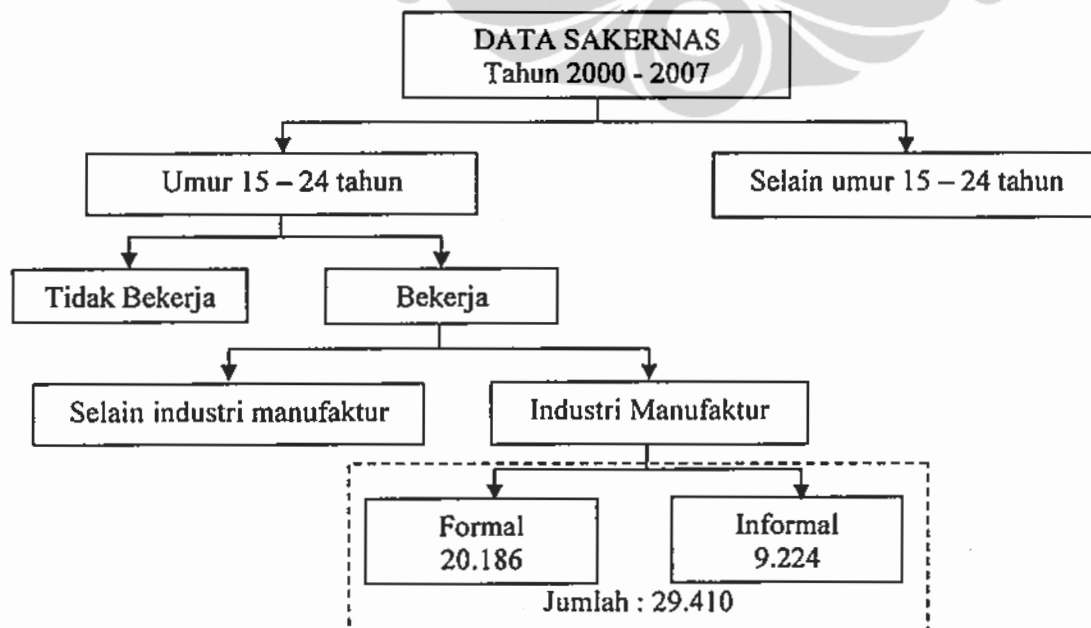 DATA SAKERNAS
Tahun 2000 - 2007
Umur 15 – 24 tahun
Selain umur 15 – 24 tahun
Tidak Bekerja
Bekerja
Selain industri manufaktur
Industri Manufaktur
Formal
20.186
Informal
9.224
Jumlah : 29.410